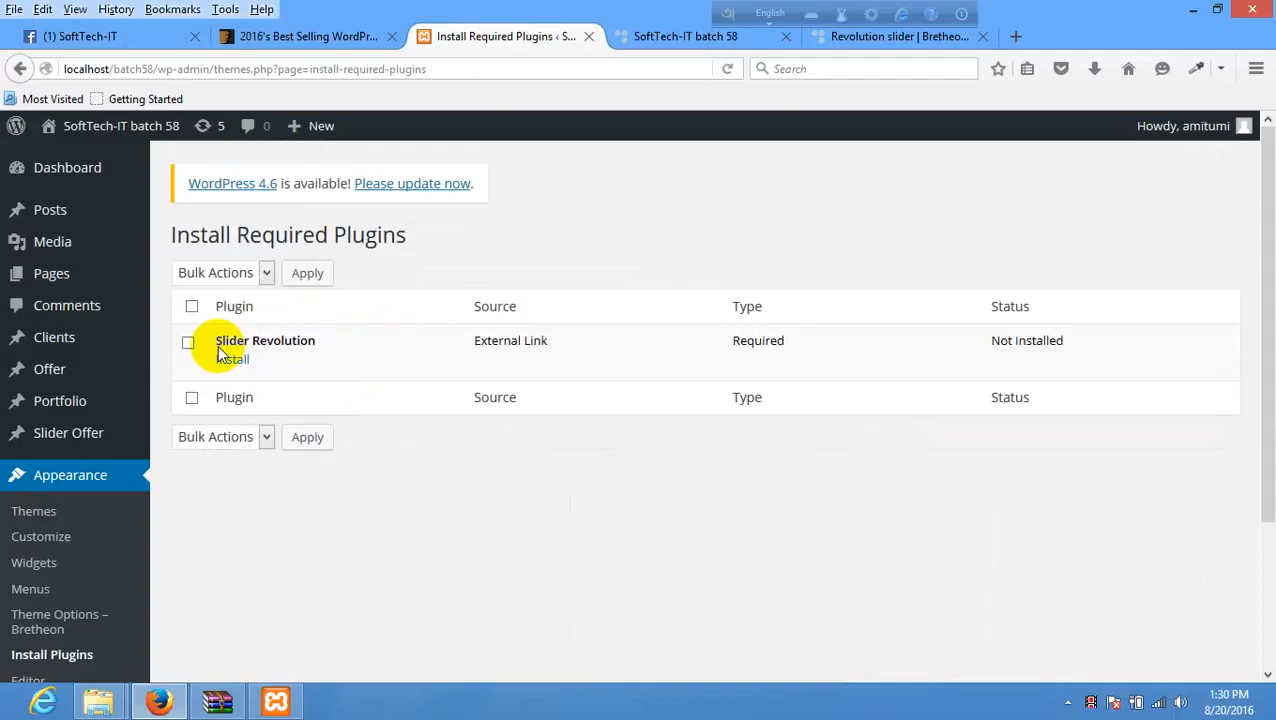 File Edit View History Bookmarks Tools Help
English
(1) SoftTech-IT
2016's Best Selling WordPr...
Install Required Plugins ‹ S...
SoftTech-IT batch 58
Revolution slider | Bretheo...
localhost/batch58/wp-admin/themes.php?page=install-required-plugins
Search
Most Visited Getting Started
SoftTech-IT batch 58 5 0 New Howdy, amitumi
Dashboard
Posts
Media
Pages
Comments
Clients
Offer
Portfolio
Slider Offer
Appearance
Themes
Customize
Widgets
Menus
Theme Options –
Bretheon
Install Plugins
Editor
WordPress 4.6 is available! Please update now.
Install Required Plugins
Bulk Actions Apply
Plugin Source Type Status
Slider Revolution External Link Required Not Installed
Install
Plugin Source Type Status
Bulk Actions Apply
1:30 PM
8/20/2016